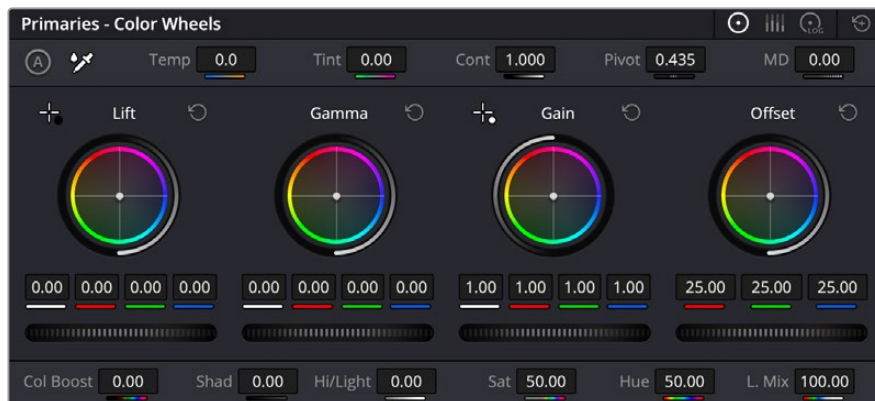 Primaries - Color Wheels
LOG
A Temp 0.0 Tint 0.00 Cont 1.000 Pivot 0.435 MD 0.00
Lift Gamma Gain Offset
0.00 0.00 0.00 0.00 0.00 0.00 0.00 0.00 1.00 1.00 1.00 1.00 25.00 25.00 25.00
Col Boost 0.00 Shad 0.00 Hi/Light 0.00 Sat 50.00 Hue 50.00 L. Mix 100.00